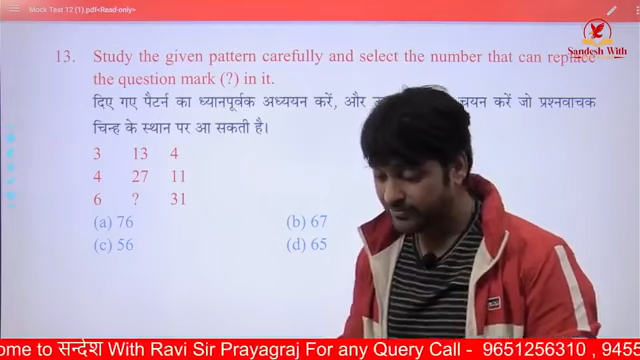 Mock Test 12 (1).pdf<Read-only>
Sandesh With
13. Study the given pattern carefully and select the number that can replace
the question mark (?) in it.
दिए गए पैटर्न का ध्यानपूर्वक अध्ययन करें, और चयन करें जो प्रश्नवाचक
चिन्ह के स्थान पर आ सकती है।
3 13 4
4 27 11
6 ? 31
(a) 76 (b) 67
(c) 56 (d) 65
ome to सन्देश With Ravi Sir Prayagraj For any Query Call - 9651256310 , 9455